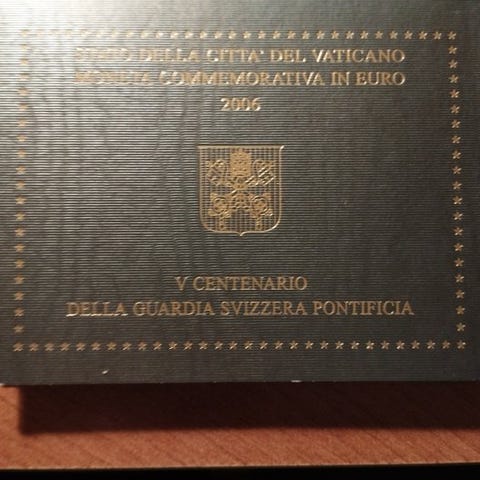 STATO DELLA CITTA' DEL VATICANO
MONETA COMMEMORATIVA IN EURO
2006
V CENTENARIO
DELLA GUARDIA SVIZZERA PONTIFICIA